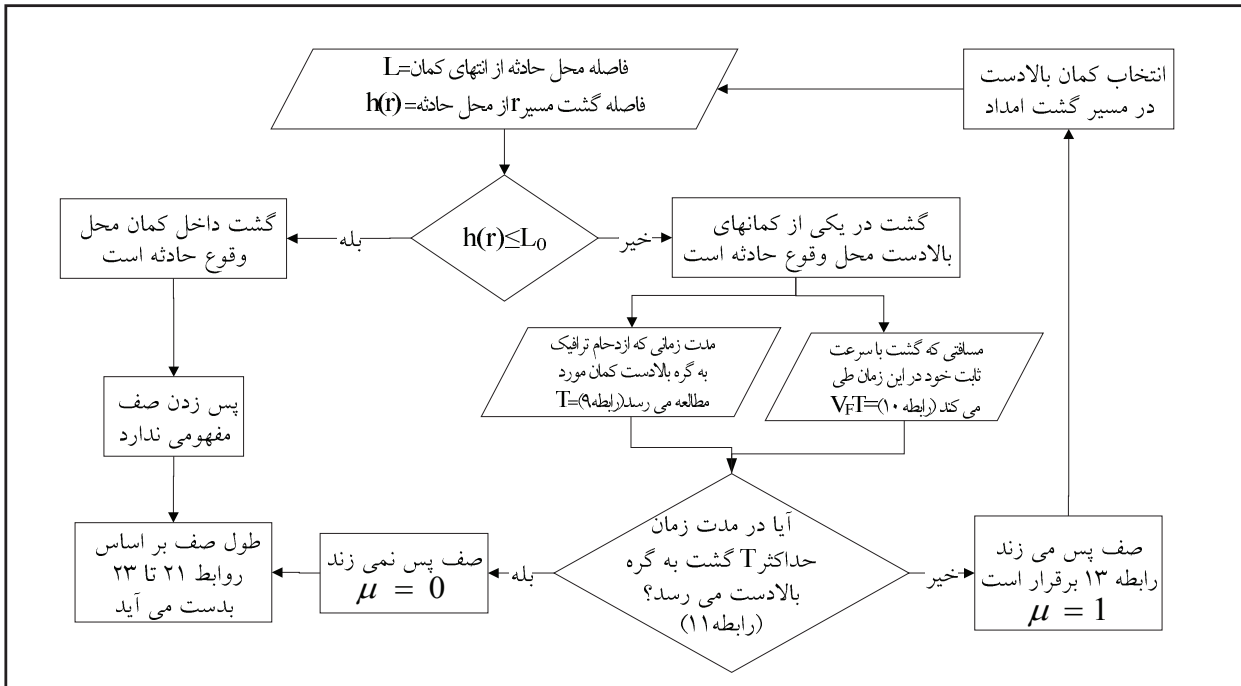 فاصله محل حادثه از انتهای کمان=L
فاصله گشت مسیر r از محل حادثه=h(r)
انتخاب کمان بالادست
در مسیر گشت امداد
h(r)≤L₀
بله
خیر
گشت داخل کمان محل
وقوع حادثه است
گشت در یکی از کمانهای
بالادست محل وقوع حادثه است
مدت زمانی که ازدحام ترافیک
به گره بالادست کمان مورد
مطالعه می رسد(رابطه۹)=T
مسافتی که گشت با سرعت
ثابت خود در این زمان طی
می کند (رابطه ۱۰)=V_FT
پس زدن صف
مفهومی ندارد
آیا در مدت زمان
حداکثر T گشت به گره
بالادست می رسد؟
(رابطه۱۱)
بله
خیر
صف پس نمی زند
μ = 0
صف پس می زند
رابطه ۱۳ برقرار است
μ = 1
طول صف بر اساس
روابط ۲۱ تا ۲۳
بدست می آید